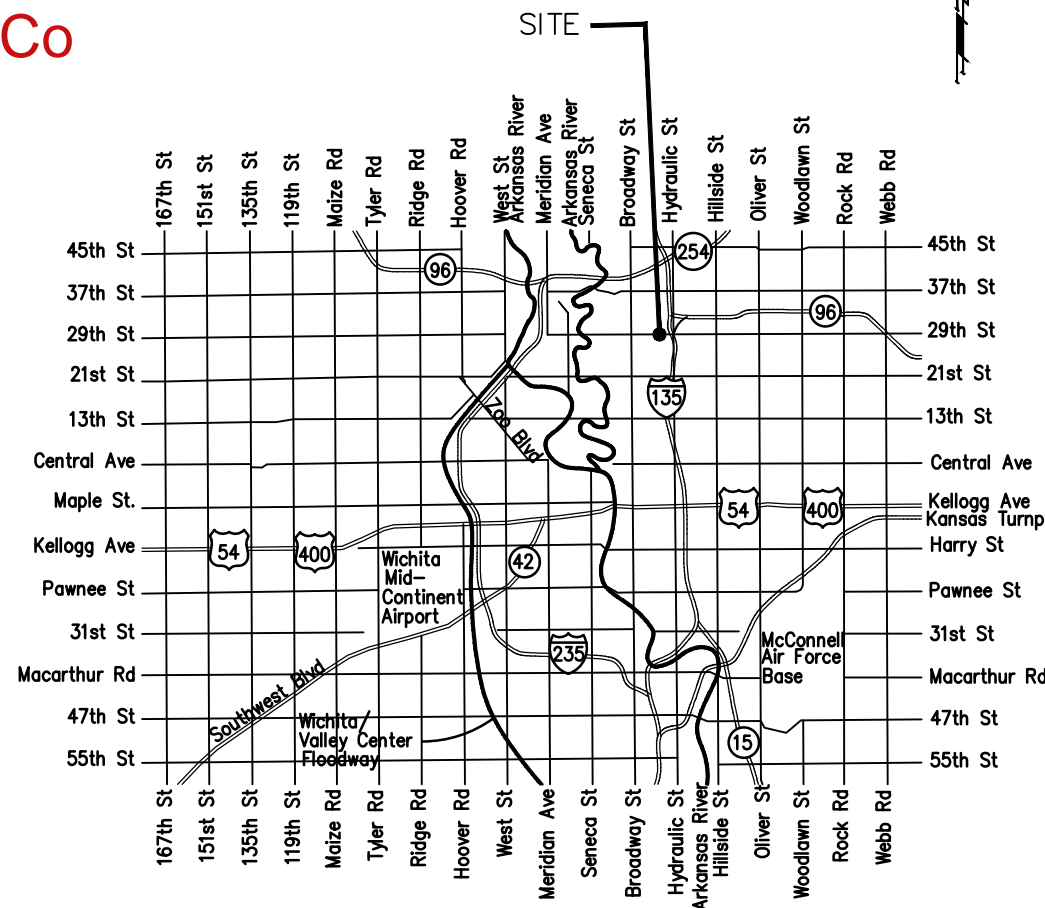 Co
SITE
167th St
151st St
135th St
119th St
Maize Rd
Tyler Rd
Ridge Rd
Hoover Rd
West St
Arkansas River
Meridian Ave
Arkansas River
Seneca St
Broadway St
Hydraulic St
Hillside St
Oliver St
Woodlawn St
Rock Rd
Webb Rd
45th St
37th St
29th St
21st St
13th St
Central Ave
Maple St.
Kellogg Ave
Pawnee St
31st St
Macarthur Rd
47th St
55th St
96
254
96
135
Zoo Blvd
54
400
54
400
42
Wichita
Mid-
Continent
Airport
235
McConnell
Air Force
Base
Southwest Blvd
Wichita/
Valley Center
Floodway
15
45th St
37th St
29th St
21st St
13th St
Central Ave
Kellogg Ave
Kansas Turnp
Harry St
Pawnee St
31st St
Macarthur Rd
47th St
55th St
167th St
151st St
135th St
119th St
Maize Rd
Tyler Rd
Ridge Rd
Hoover Rd
West St
Meridian Ave
Seneca St
Broadway St
Hydraulic St
Arkansas River
Hillside St
Oliver St
Woodlawn St
Rock Rd
Webb Rd